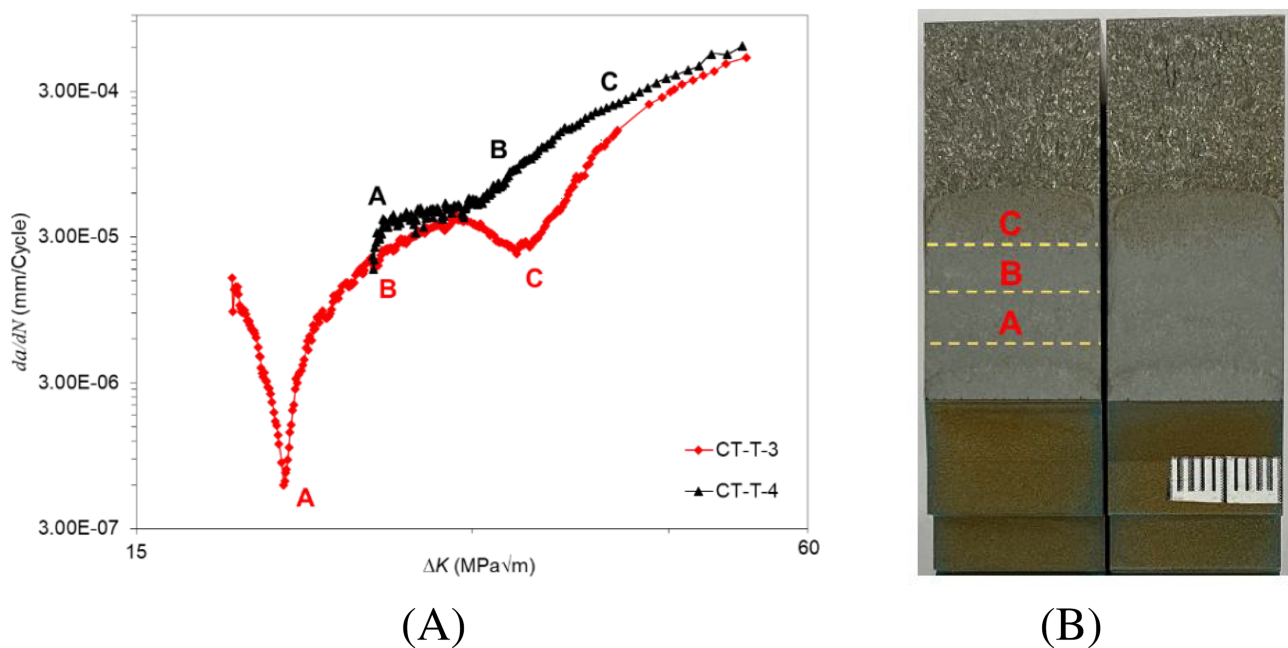 3.00E-04
3.00E-05
3.00E-06
3.00E-07
da/dN (mm/Cycle)
A
B
C
A
B
C
CT-T-3
CT-T-4
15
60
ΔK (MPa√m)
(A)
C
B
A
(B)